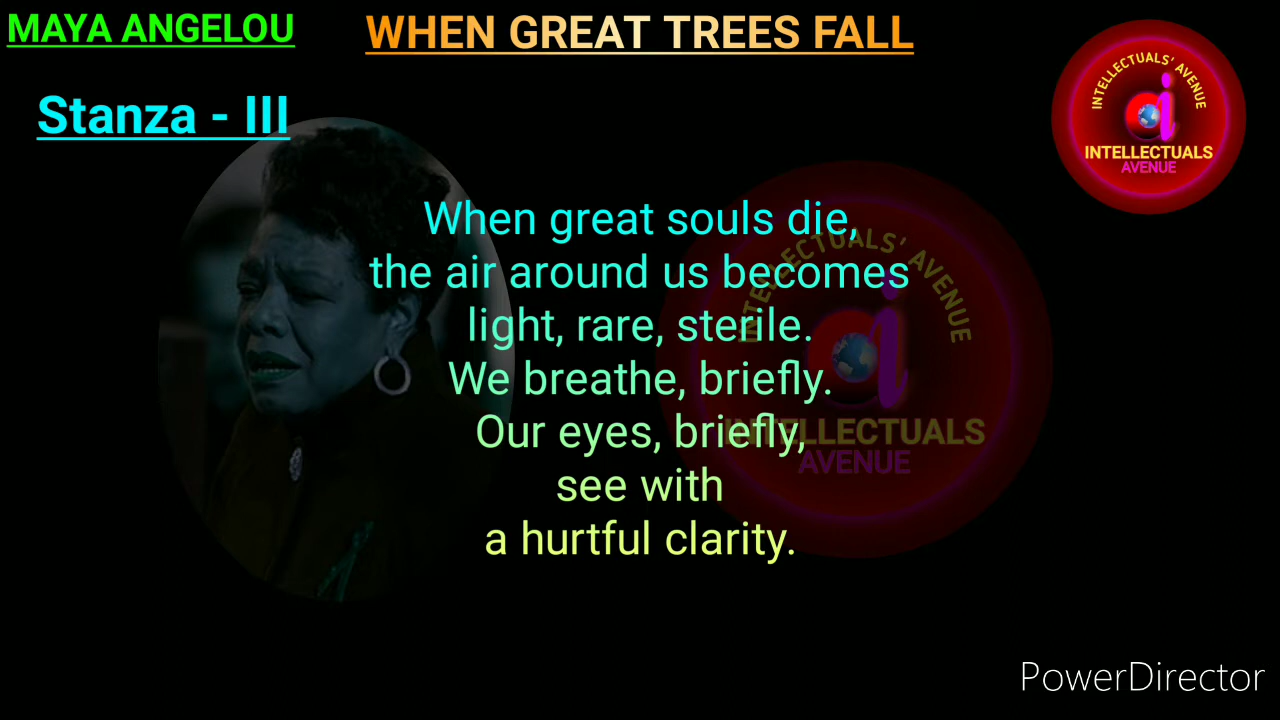 MAYA ANGELOU
WHEN GREAT TREES FALL
INTELLECTUALS' AVENUE
i
INTELLECTUALS
AVENUE
Stanza - III
When great souls die,
the air around us becomes
light, rare, sterile.
We breathe, briefly.
Our eyes, briefly,
see with
a hurtful clarity.
INTELLECTUALS' AVENUE
i
INTELLECTUALS
AVENUE
PowerDirector